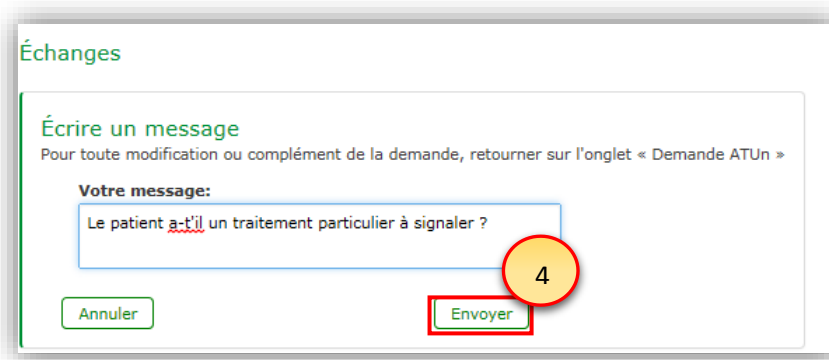 Échanges
Écrire un message
Pour toute modification ou complément de la demande, retourner sur l'onglet « Demande ATUn »
Votre message:
Le patient a-t'il un traitement particulier à signaler ?
4
Annuler
Envoyer